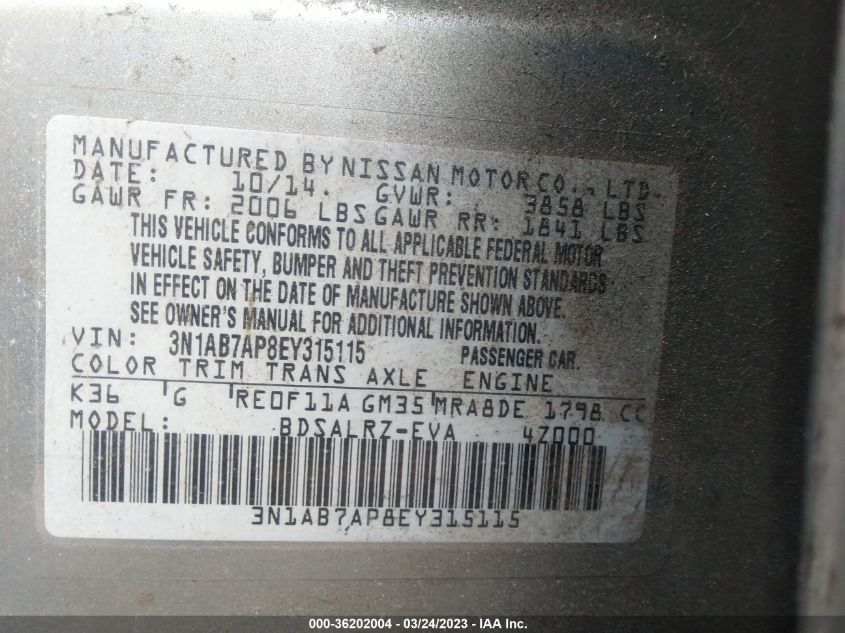 MANUFACTURED BY NISSAN MOTOR CO., LTD.
DATE: 10/14. GVWR: 3858 LBS
GAWR FR: 2006 LBS GAWR RR: 1841 LBS
THIS VEHICLE CONFORMS TO ALL APPLICABLE FEDERAL MOTOR
VEHICLE SAFETY, BUMPER AND THEFT PREVENTION STANDARDS
IN EFFECT ON THE DATE OF MANUFACTURE SHOWN ABOVE.
SEE OWNER'S MANUAL FOR ADDITIONAL INFORMATION.
VIN: 3N1AB7AP8EY315115 PASSENGER CAR.
COLOR TRIM TRANS AXLE ENGINE
K36 G RE0F11A GM35 MRA8DE 1798 CC
MODEL: BDSALRZ-EVA 4Z000
3N1AB7AP8EY315115
000-36202004 - 03/24/2023 - IAA Inc.